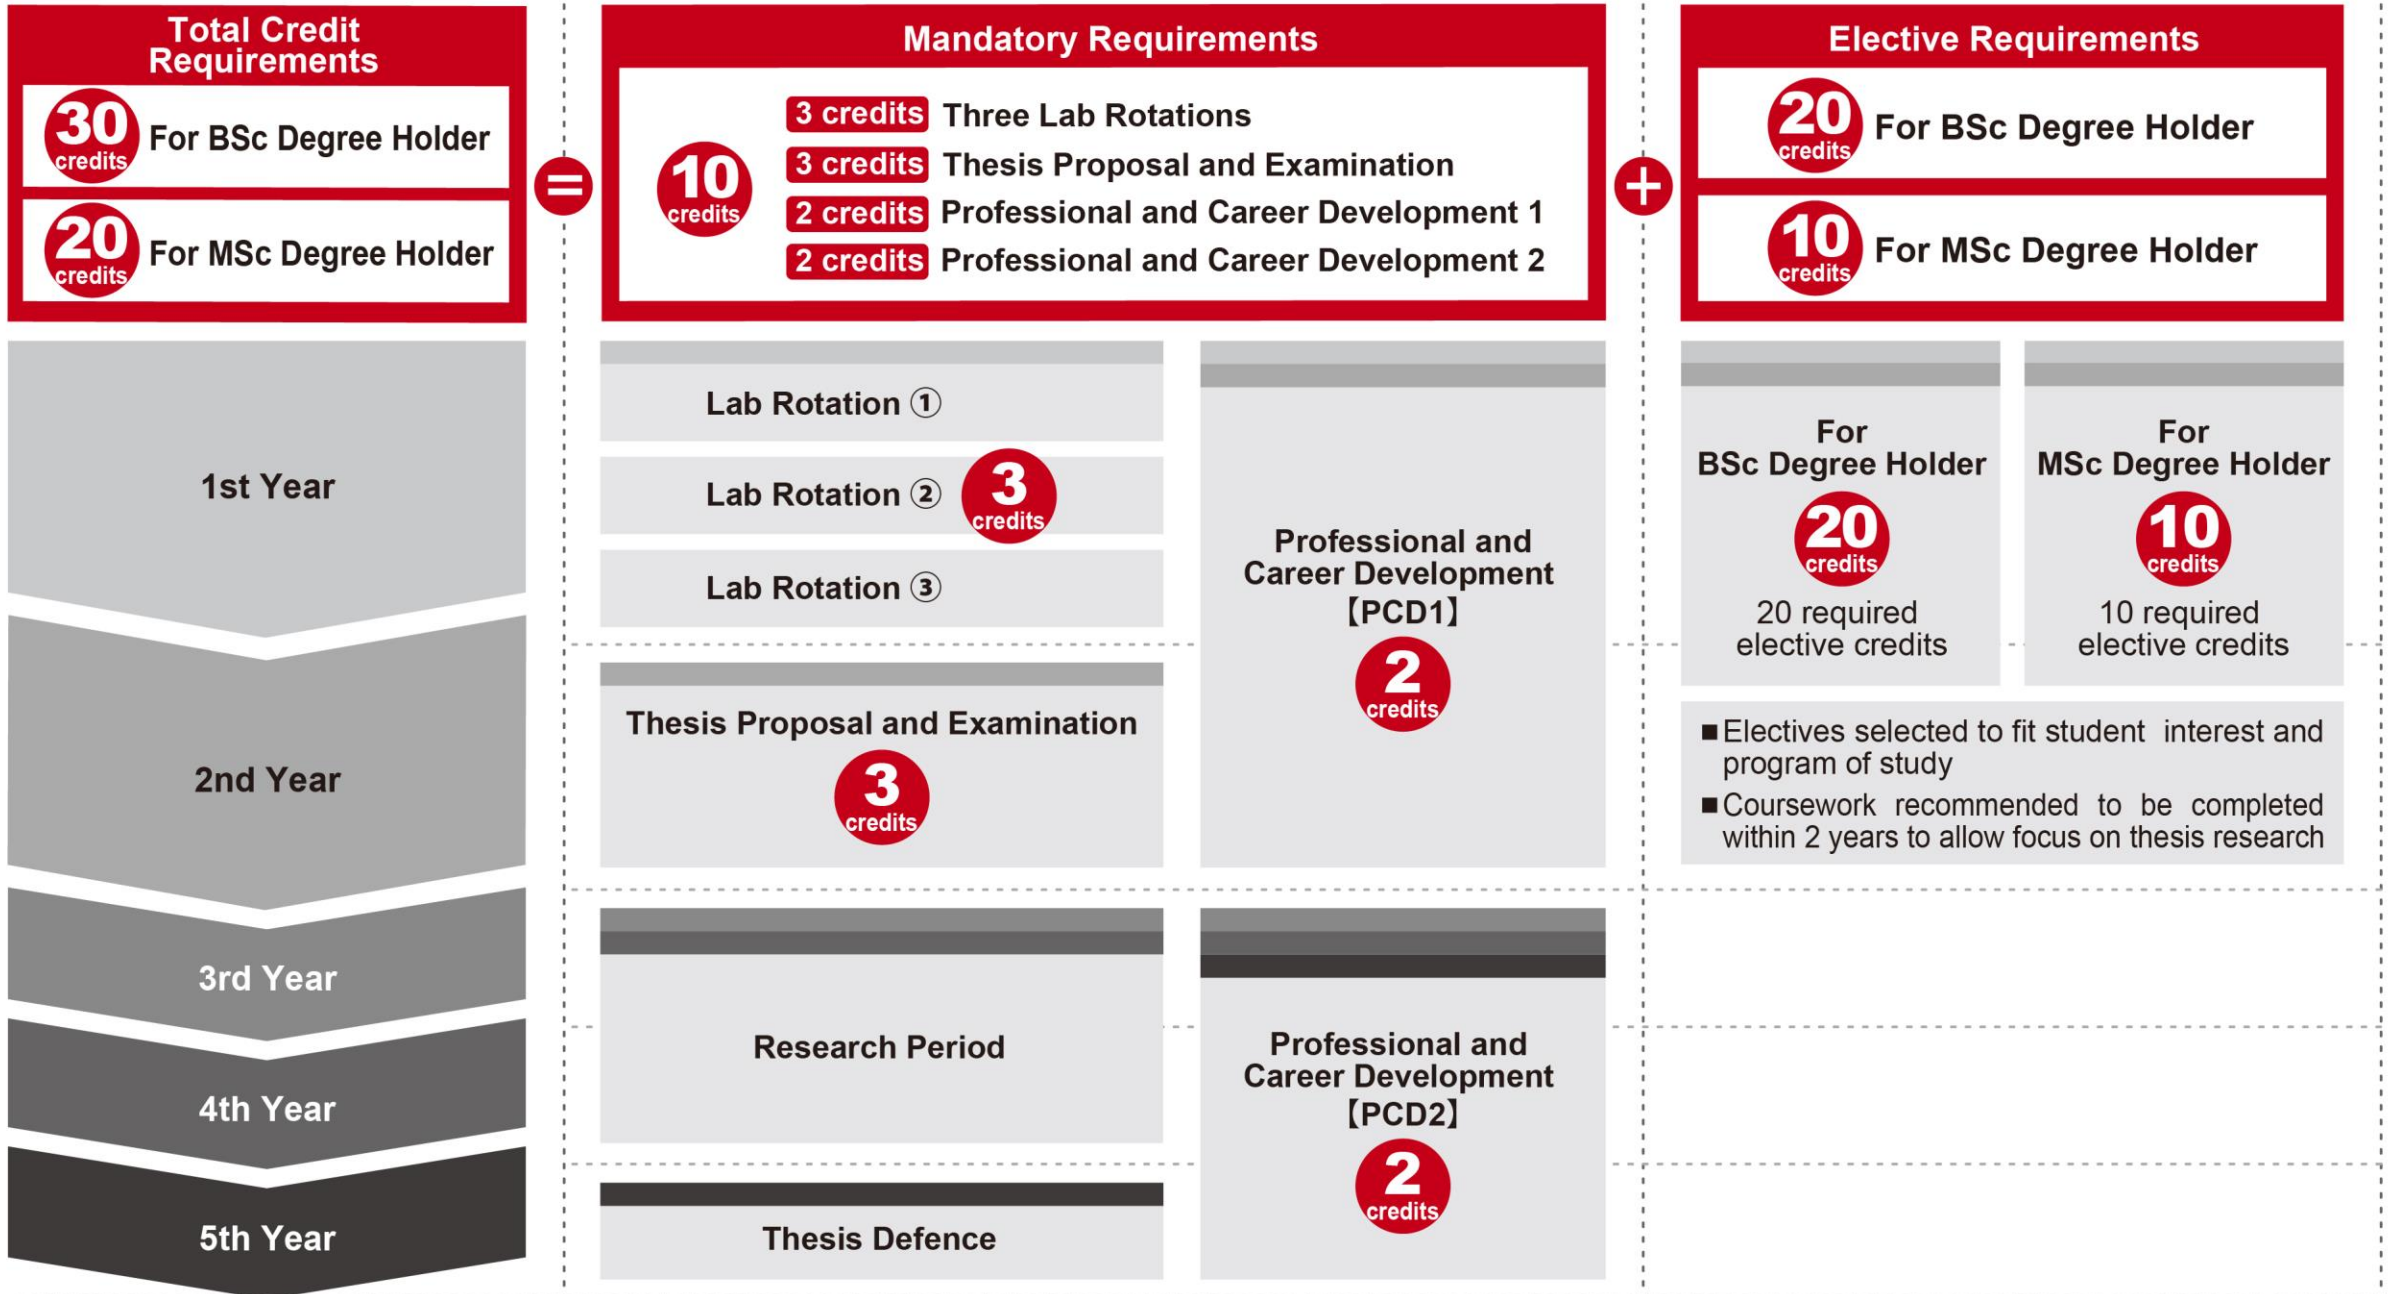 Total Credit
Requirements
30
credits
For BSc Degree Holder
20
credits
For MSc Degree Holder
=
Mandatory Requirements
10
credits
3 credits Three Lab Rotations
3 credits Thesis Proposal and Examination
2 credits Professional and Career Development 1
2 credits Professional and Career Development 2
+
Elective Requirements
20
credits
For BSc Degree Holder
10
credits
For MSc Degree Holder
1st Year
2nd Year
3rd Year
4th Year
5th Year
Lab Rotation ①
Lab Rotation ②
3
credits
Lab Rotation ③
Thesis Proposal and Examination
3
credits
Research Period
Thesis Defence
Professional and
Career Development
【PCD1】
2
credits
Professional and
Career Development
【PCD2】
2
credits
For
BSc Degree Holder
20
credits
20 required
elective credits
For
MSc Degree Holder
10
credits
10 required
elective credits
■Electives selected to fit student interest and
program of study
■Coursework recommended to be completed
within 2 years to allow focus on thesis research